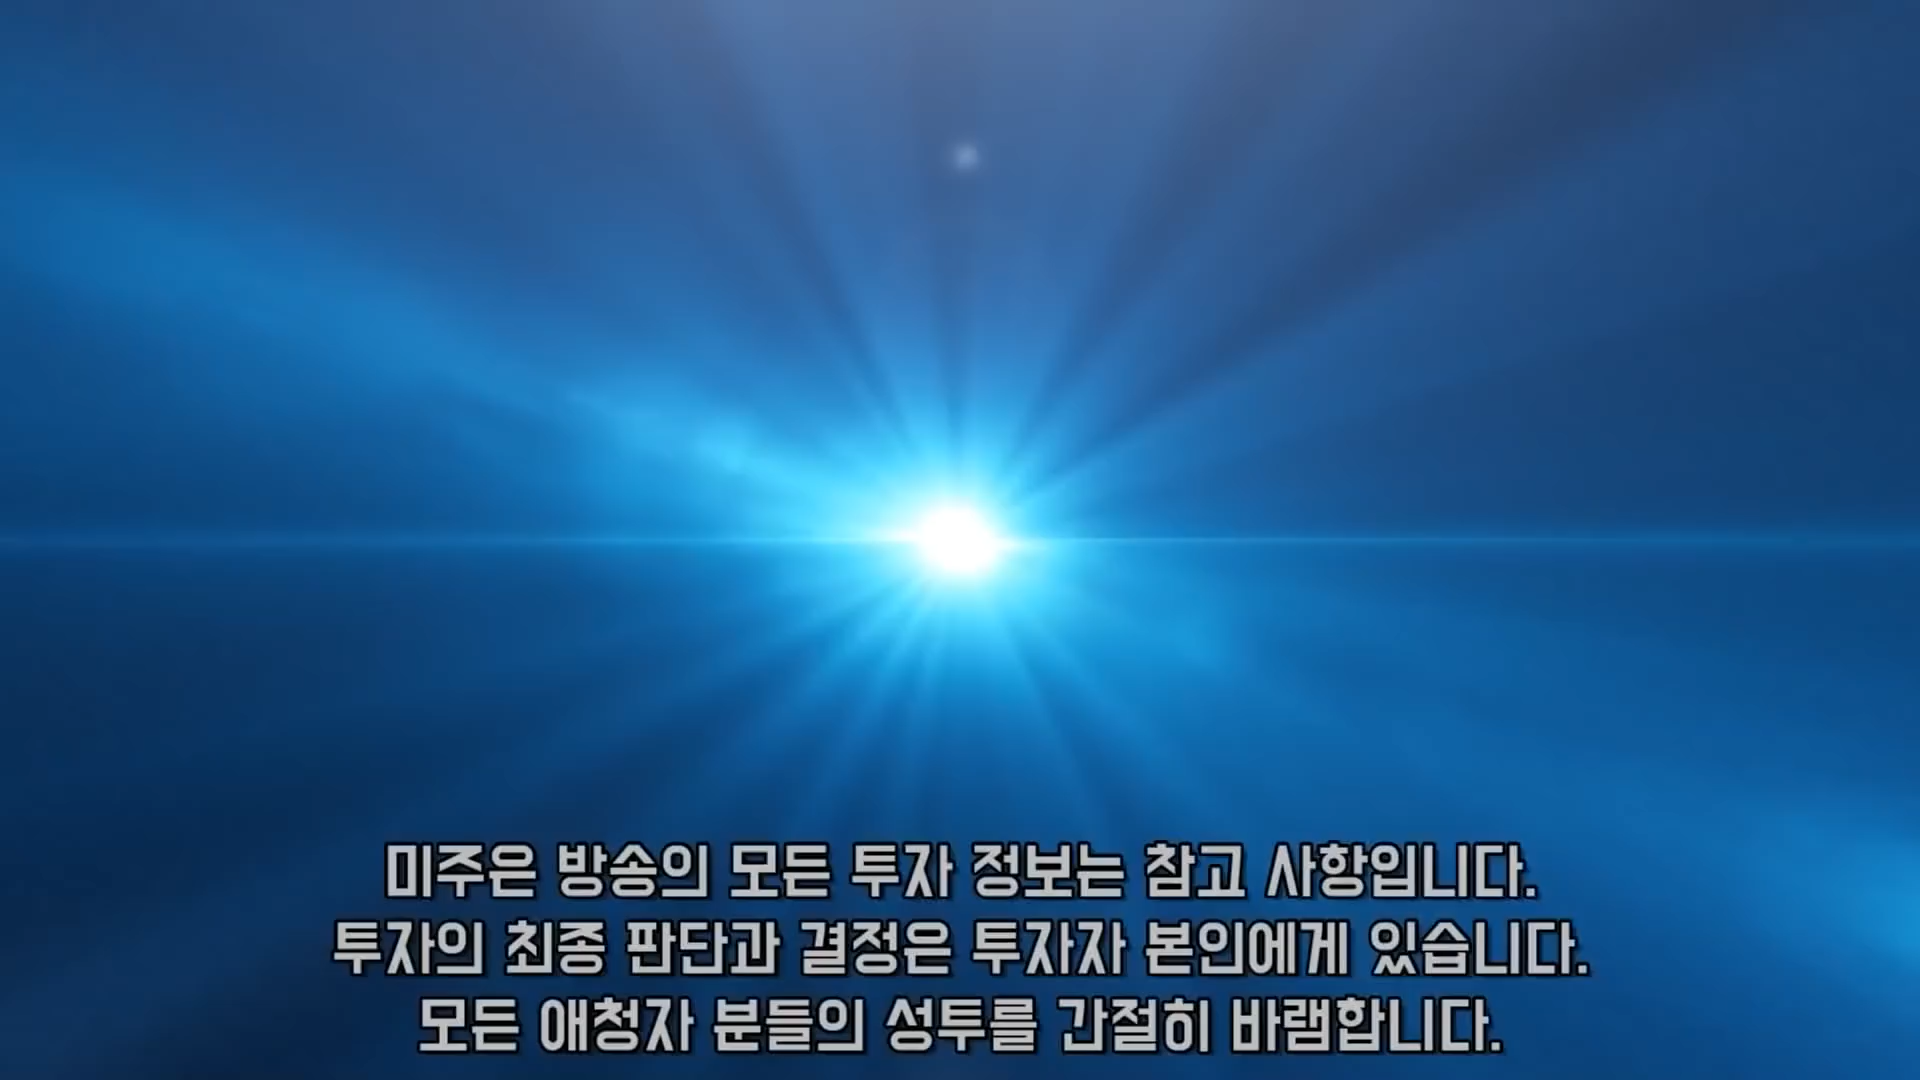 미주은 방송의 모든 투자 정보는 참고 사항입니다.
투자의 최종 판단과 결정은 투자자 본인에게 있습니다.
모든 애청자 분들의 성투를 간절히 바램합니다.